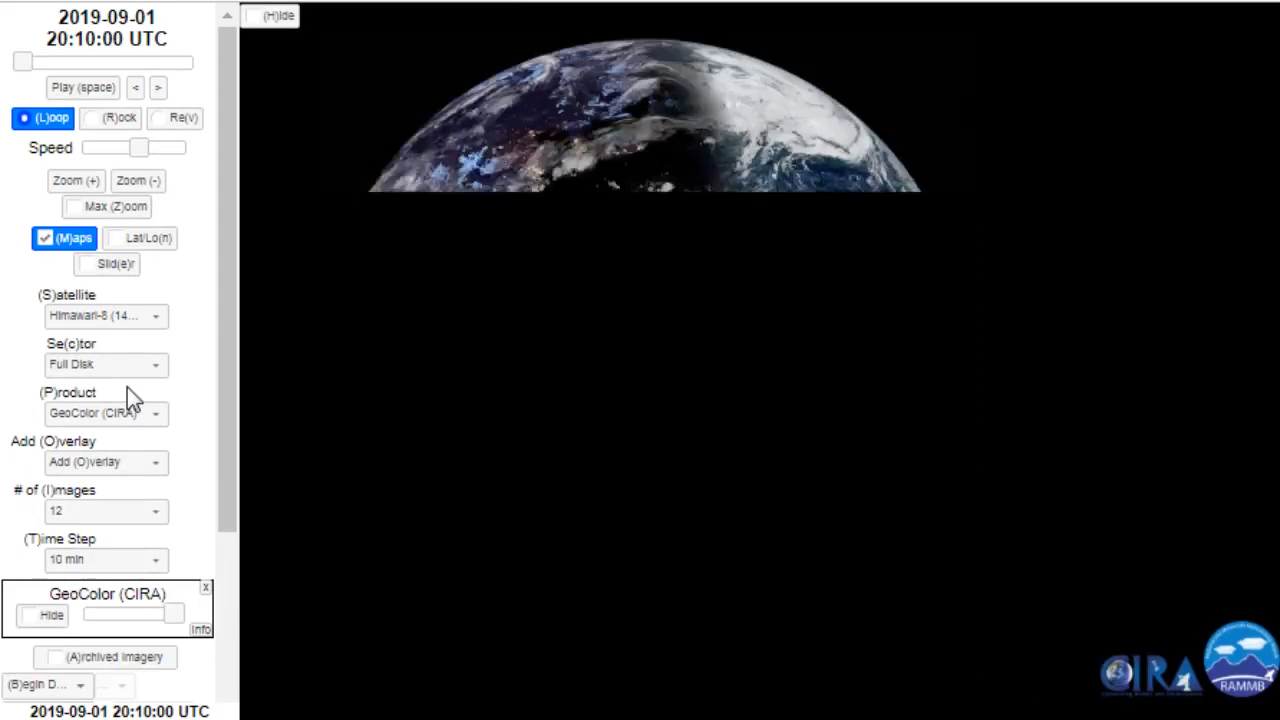 2019-09-01
20:10:00 UTC
Play (space) < >
(L)oop (R)ock Re(v)
Speed
Zoom (+) Zoom (-)
Max (Z)oom
(M)aps Lat/Lo(n)
Slid(e)r
(S)atellite
Himawari-8 (14...
Se(c)tor
Full Disk
(P)roduct
GeoColor (CIRA)
Add (O)verlay
Add (O)verlay
# of (I)mages
12
(T)ime Step
10 min
x
GeoColor (CIRA)
Hide
Info
(A)rchived Imagery
(B)egin D... ...
2019-09-01 20:10:00 UTC
(H)ide
CIRA
RAMMB